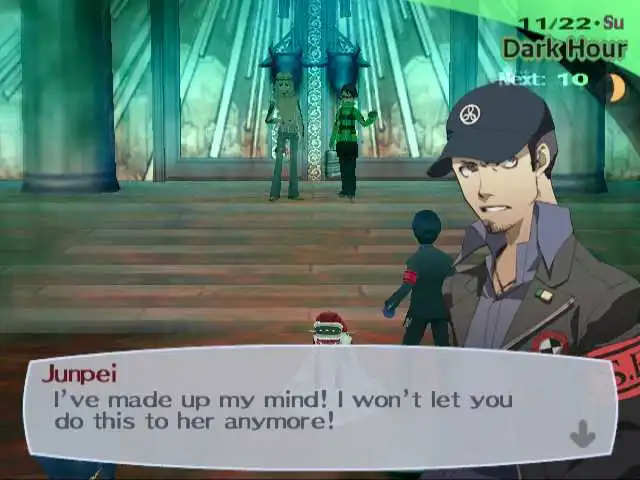 11/22・Su
Dark Hour
Next: 10
Junpei
I've made up my mind! I won't let you
do this to her anymore!
S.E